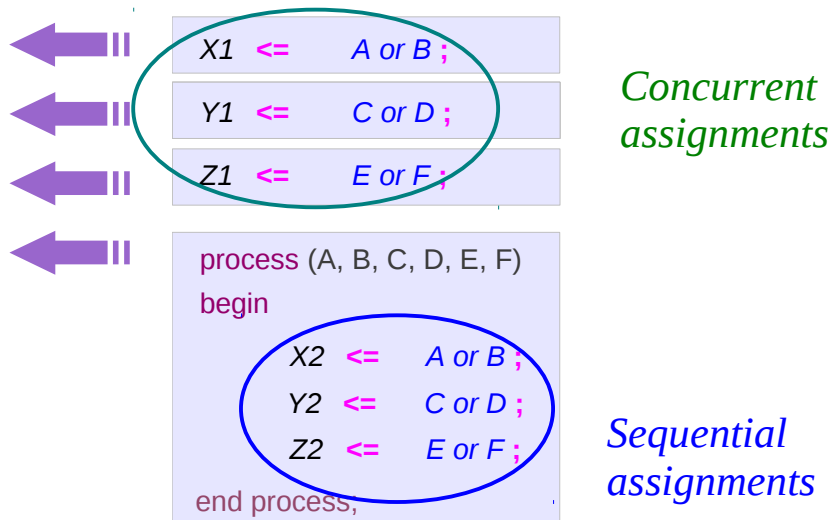 X1 <= A or B ;
Y1 <= C or D ;
Z1 <= E or F ;
Concurrent
assignments
process (A, B, C, D, E, F)
begin
X2 <= A or B ;
Y2 <= C or D ;
Z2 <= E or F ;
end process;
Sequential
assignments